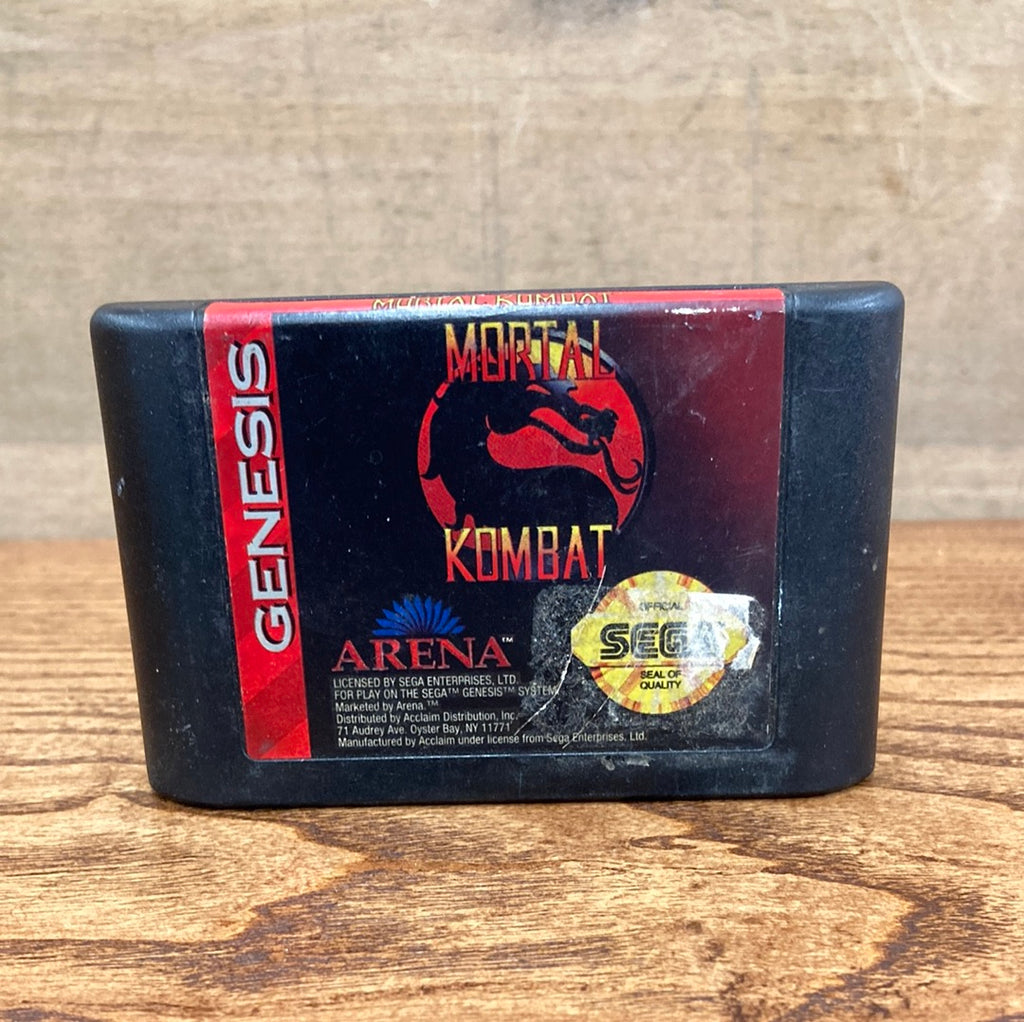 MORTAL KOMBAT
GENESIS
MORTAL
KOMBAT
ARENA™
LICENSED BY SEGA ENTERPRISES, LTD.
FOR PLAY ON THE SEGA™ GENESIS™ SYSTEM
Marketed by Arena.™
Distributed by Acclaim Distribution, Inc.
71 Audrey Ave. Oyster Bay, NY 11771
Manufactured by Acclaim under license from Sega Enterprises, Ltd.
OFFICIAL
SEGA
SEAL OF
QUALITY